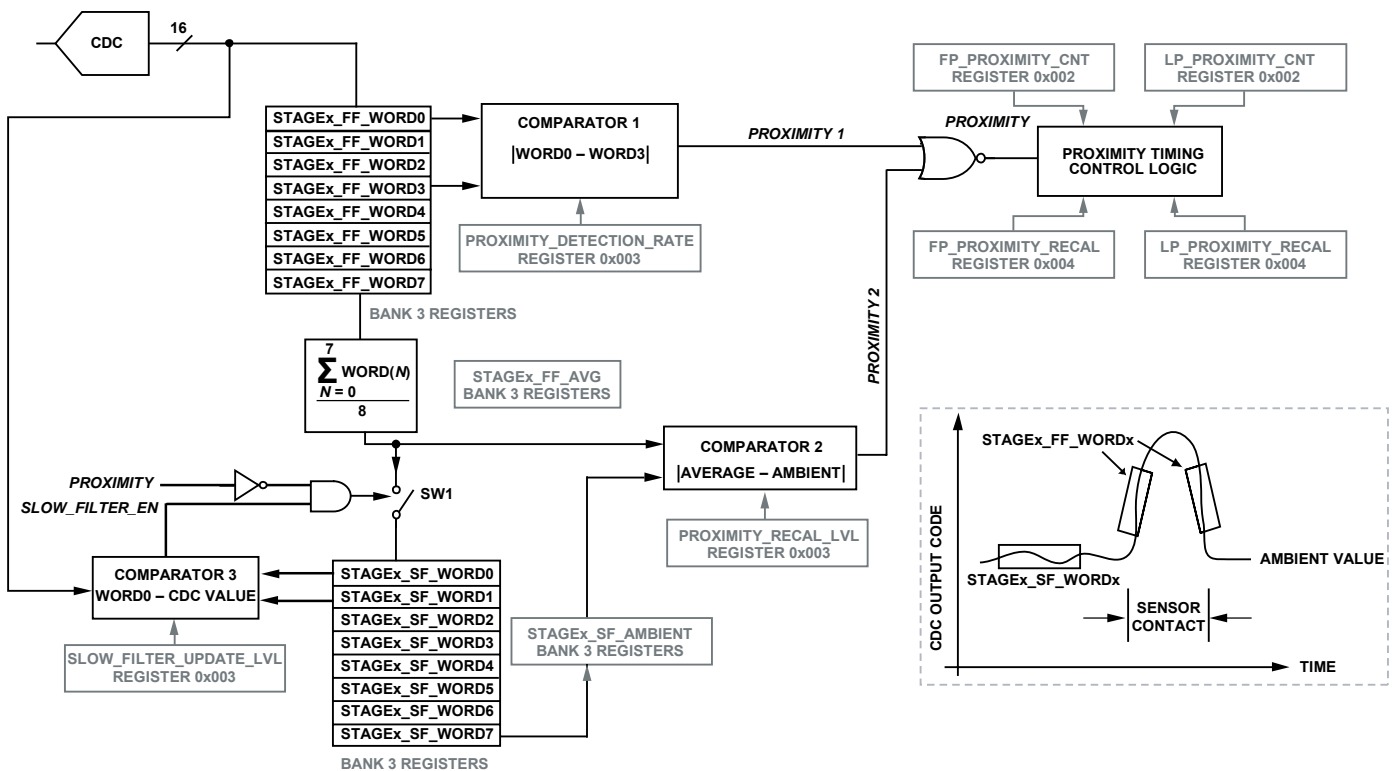 CDC
16
STAGEx_FF_WORD0
STAGEx_FF_WORD1
STAGEx_FF_WORD2
STAGEx_FF_WORD3
STAGEx_FF_WORD4
STAGEx_FF_WORD5
STAGEx_FF_WORD6
STAGEx_FF_WORD7
BANK 3 REGISTERS
COMPARATOR 1
|WORD0 – WORD3|
PROXIMITY_DETECTION_RATE
REGISTER 0x003
PROXIMITY 1
PROXIMITY
FP_PROXIMITY_CNT
REGISTER 0x002
LP_PROXIMITY_CNT
REGISTER 0x002
PROXIMITY TIMING
CONTROL LOGIC
FP_PROXIMITY_RECAL
REGISTER 0x004
LP_PROXIMITY_RECAL
REGISTER 0x004
PROXIMITY 2
7
Σ WORD(N)
N = 0
8
STAGEx_FF_AVG
BANK 3 REGISTERS
COMPARATOR 2
|AVERAGE – AMBIENT|
PROXIMITY_RECAL_LVL
REGISTER 0x003
PROXIMITY
SLOW_FILTER_EN
SW1
COMPARATOR 3
WORD0 – CDC VALUE
SLOW_FILTER_UPDATE_LVL
REGISTER 0x003
STAGEx_SF_WORD0
STAGEx_SF_WORD1
STAGEx_SF_WORD2
STAGEx_SF_WORD3
STAGEx_SF_WORD4
STAGEx_SF_WORD5
STAGEx_SF_WORD6
STAGEx_SF_WORD7
BANK 3 REGISTERS
STAGEx_SF_AMBIENT
BANK 3 REGISTERS
CDC OUTPUT CODE
STAGEx_FF_WORDx
STAGEx_SF_WORDx
AMBIENT VALUE
SENSOR
CONTACT
TIME